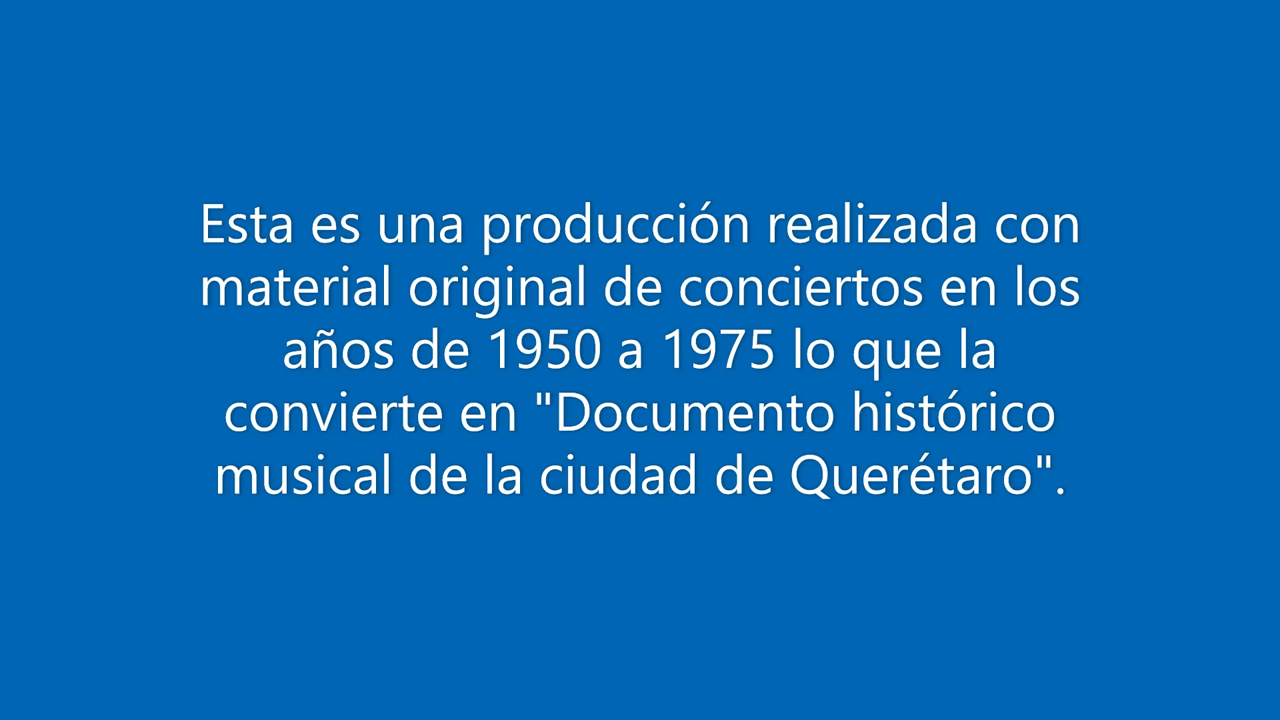 Esta es una producción realizada con
material original de conciertos en los
años de 1950 a 1975 lo que la
convierte en "Documento histórico
musical de la ciudad de Querétaro".